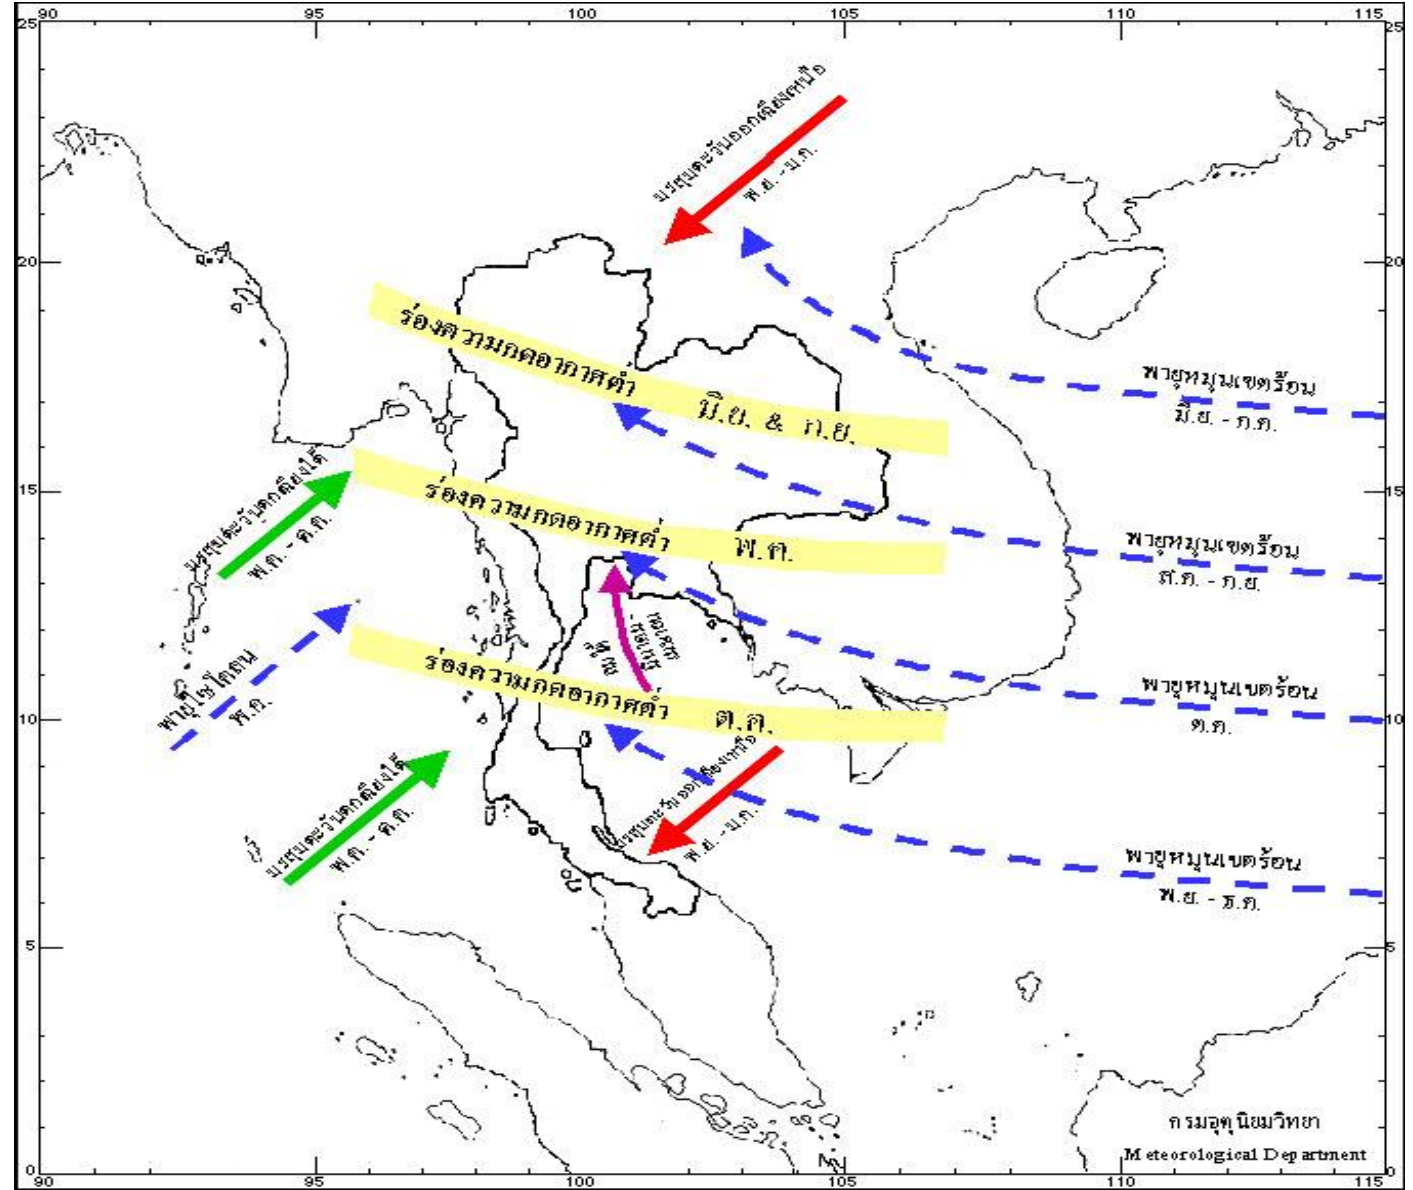 90 95 100 105 110 115
25 25
มรสุมตะวันออกเฉียงเหนือ
พ.ย. - ม.ค.
20 20
ร่องความกดอากาศต่ำ มิ.ย. & ก.ย.
พายุหมุนเขตร้อน
มิ.ย. - ก.ค.
มรสุมตะวันตกเฉียงใต้
พ.ค. - ต.ค.
15 15
ร่องความกดอากาศต่ำ พ.ค.
พายุหมุนเขตร้อน
ส.ค. - ก.ย.
พายุไซโคลน
พ.ค.
ร่องความกดอากาศต่ำ ต.ค.
พายุหมุนเขตร้อน
ต.ค.
10 10
มรสุมตะวันตกเฉียงใต้
พ.ค. - ต.ค.
มรสุมตะวันออกเฉียงเหนือ
พ.ย. - ม.ค.
พายุหมุนเขตร้อน
พ.ย. - ธ.ค.
5 5
กรมอุตุนิยมวิทยา
Meteorological Department
0 0
90 95 100 105 110 115